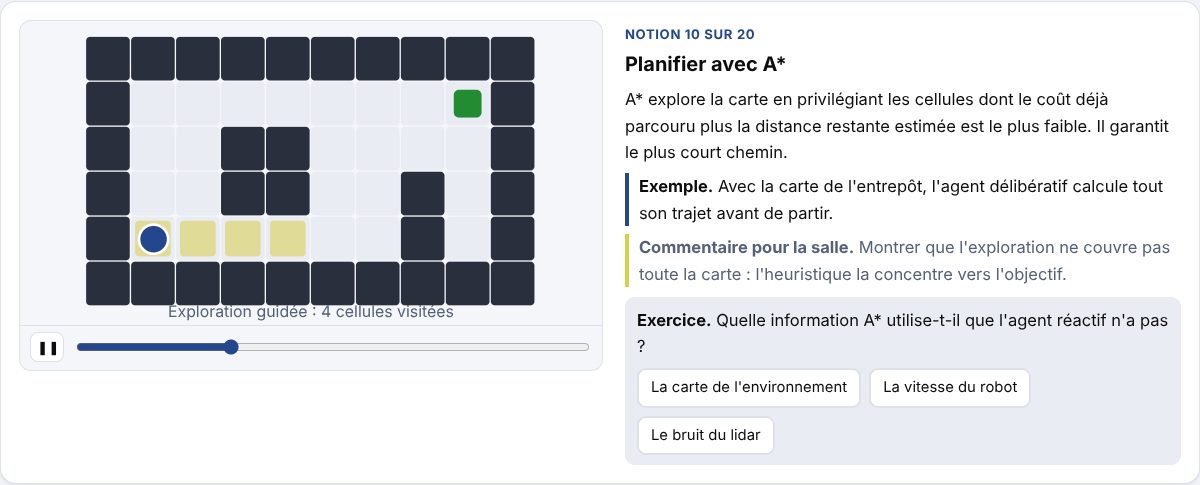 Exploration guidée : 4 cellules visitées
NOTION 10 SUR 20
Planifier avec A*
A* explore la carte en privilégiant les cellules dont le coût déjà
parcouru plus la distance restante estimée est le plus faible. Il garantit
le plus court chemin.
Exemple. Avec la carte de l'entrepôt, l'agent délibératif calcule tout
son trajet avant de partir.
Commentaire pour la salle. Montrer que l'exploration ne couvre pas
toute la carte : l'heuristique la concentre vers l'objectif.
Exercice. Quelle information A* utilise-t-il que l'agent réactif n'a pas
?
La carte de l'environnement
La vitesse du robot
Le bruit du lidar